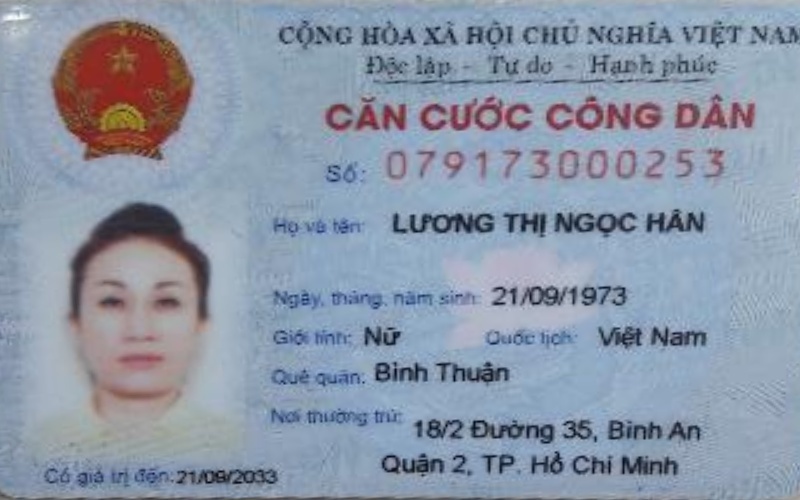 CỘNG HÒA XÃ HỘI CHỦ NGHĨA VIỆT NAM
Độc lập - Tự do - Hạnh phúc
CĂN CƯỚC CÔNG DÂN
Số: 079173000253
Họ và tên: LƯƠNG THỊ NGỌC HÂN
Ngày, tháng, năm sinh: 21/09/1973
Giới tính: Nữ Quốc tịch: Việt Nam
Quê quán: Bình Thuận
Nơi thường trú: 18/2 Đường 35, Bình An
Quận 2, TP. Hồ Chí Minh
Có giá trị đến: 21/09/2033